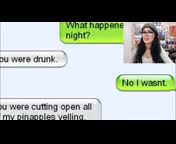 What happene
night?
ou were drunk.
No I wasnt.
ou were cutting open all
my pinapples yelling,